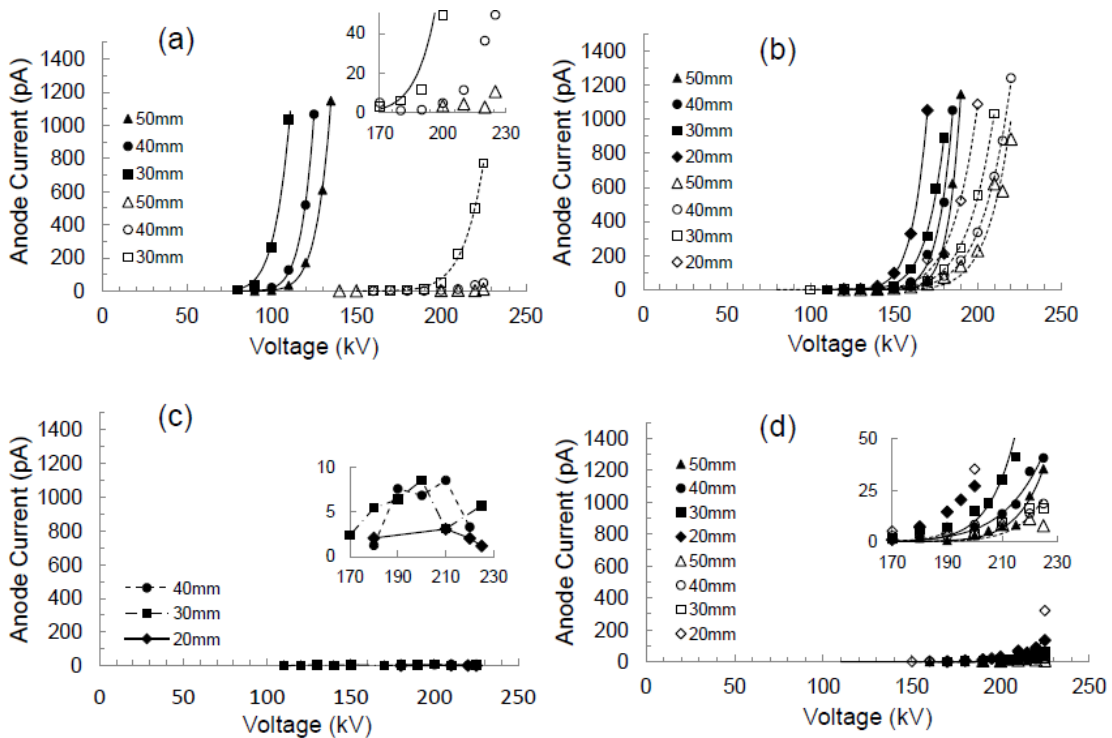 (a)
Anode Current (pA)
1400
1200
1000
800
600
400
200
0
0 50 100 150 200 250
Voltage (kV)
50mm
40mm
30mm
50mm
40mm
30mm
40
20
0
170 200 230
(b)
Anode Current (pA)
1400
1200
1000
800
600
400
200
0
0 50 100 150 200 250
Voltage (kV)
50mm
40mm
30mm
20mm
50mm
40mm
30mm
20mm
(c)
Anode Current (pA)
1400
1200
1000
800
600
400
200
0
0 50 100 150 200 250
Voltage (kV)
40mm
30mm
20mm
10
5
0
170 190 210 230
(d)
Anode Current (pA)
1400
1200
1000
800
600
400
200
0
0 50 100 150 200 250
Voltage (kV)
50mm
40mm
30mm
20mm
50mm
40mm
30mm
20mm
50
25
0
170 190 210 230